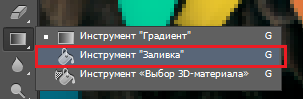 Инструмент "Градиент" G
Инструмент "Заливка" G
Инструмент «Выбор 3D-материала» G